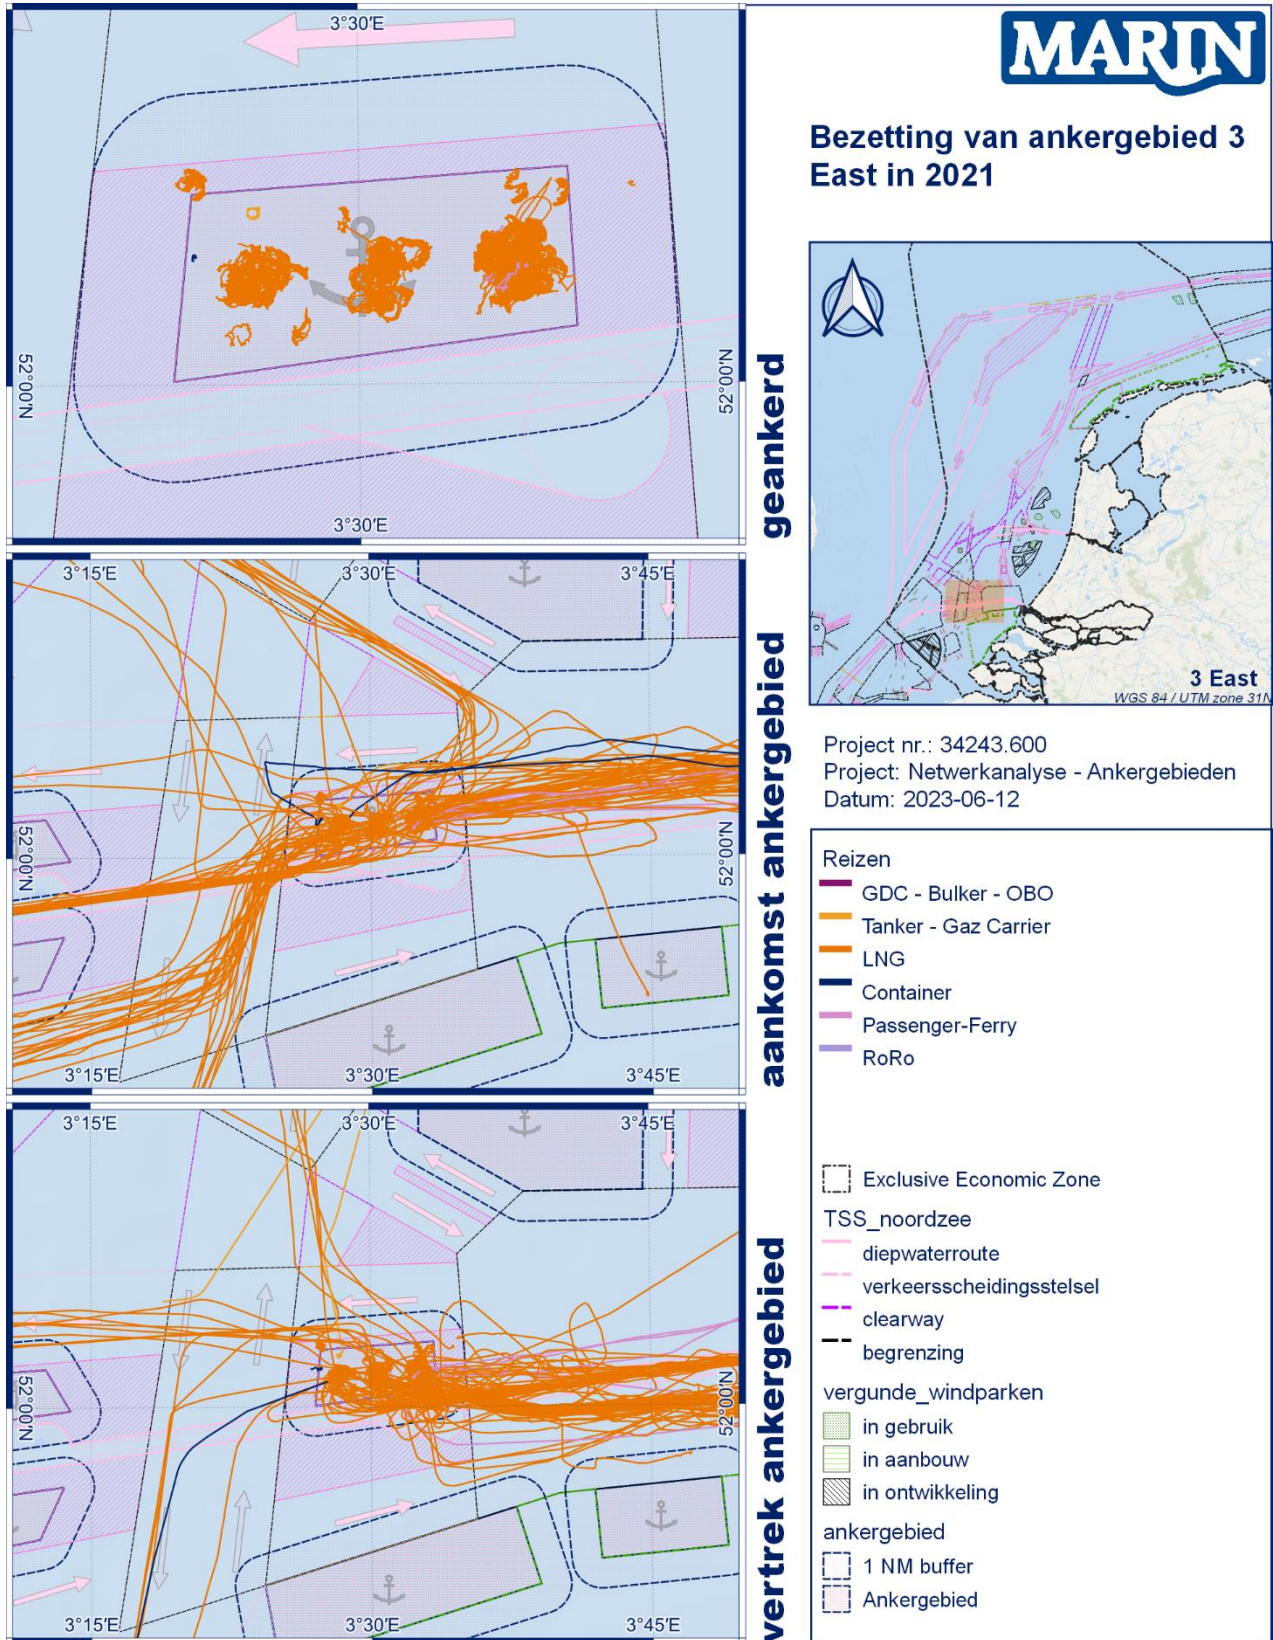 MARIN
Bezetting van ankergebied 3
East in 2021
3°30'E
52°00'N
52°00'N
3°30'E
geankerd
3°15'E
3°30'E
3°45'E
52°00'N
52°00'N
3°15'E
3°30'E
3°45'E
aankomst ankergebied
3°15'E
3°30'E
3°45'E
52°00'N
52°00'N
3°15'E
3°30'E
3°45'E
vertrek ankergebied
3 East
WGS 84 / UTM zone 31N
Project nr.: 34243.600
Project: Netwerkanalyse - Ankergebieden
Datum: 2023-06-12
Reizen
GDC - Bulker - OBO
Tanker - Gaz Carrier
LNG
Container
Passenger-Ferry
RoRo
Exclusive Economic Zone
TSS_noordzee
diepwaterroute
verkeersscheidingsstelsel
clearway
begrenzing
vergunde_windparken
in gebruik
in aanbouw
in ontwikkeling
ankergebied
1 NM buffer
Ankergebied